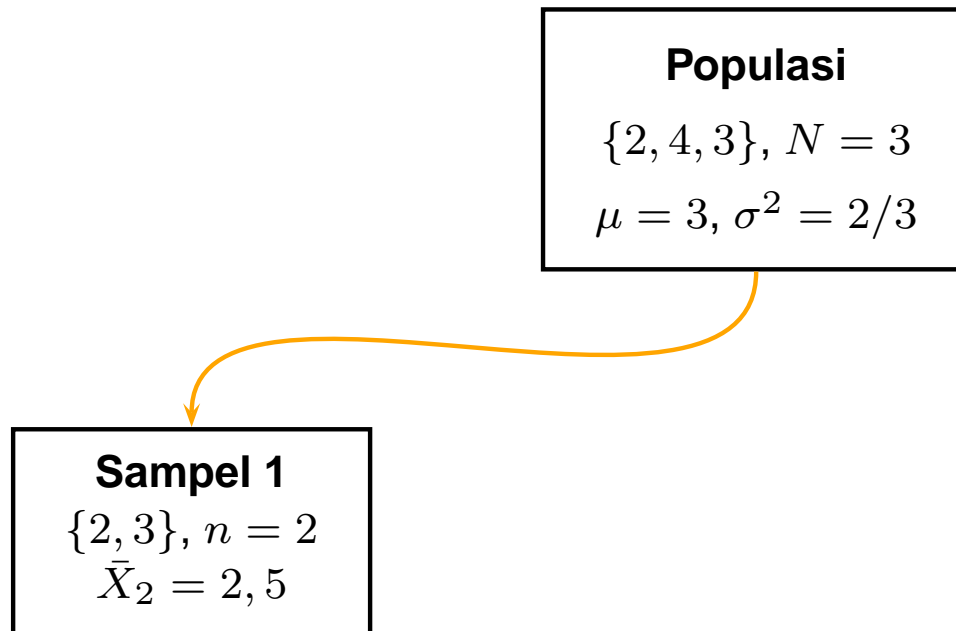 Populasi
{2, 4, 3}, N = 3
μ = 3, σ² = 2/3
Sampel 1
{2, 3}, n = 2
X̄₂ = 2, 5